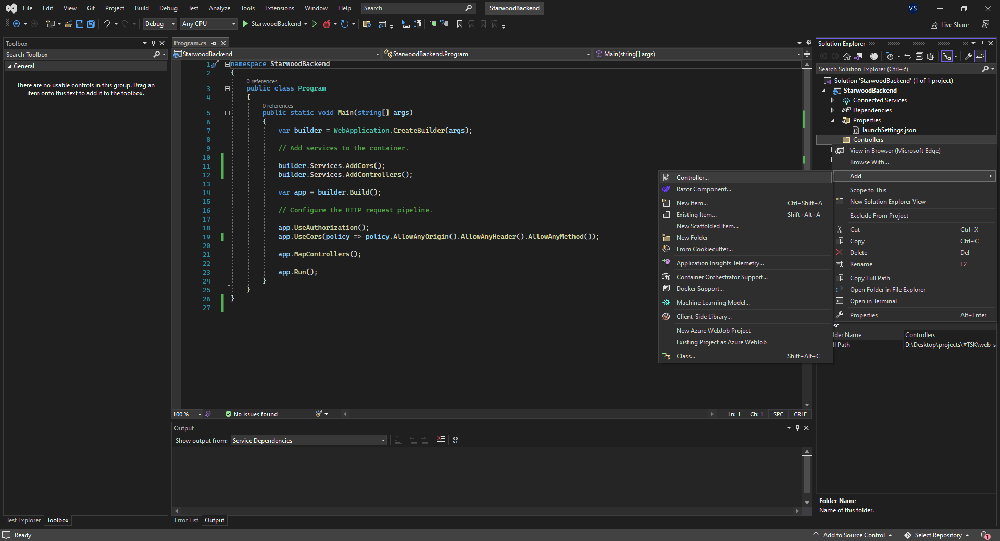 File Edit View Git Project Build Debug Test Analyze Tools Extensions Window Help Search StarwoodBackend VS
Debug Any CPU StarwoodBackend Live Share
Toolbox
Search Toolbox
General
There are no usable controls in this group. Drag an
item onto this text to add it to the toolbox.
Test Explorer Toolbox
Program.cs
StarwoodBackend StarwoodBackend.Program Main(string[] args)
1 namespace StarwoodBackend
2 {
0 references
3 public class Program
4 {
0 references
5 public static void Main(string[] args)
6 {
7 var builder = WebApplication.CreateBuilder(args);
8
9 // Add services to the container.
10
11 builder.Services.AddCors();
12 builder.Services.AddControllers();
13
14 var app = builder.Build();
15
16 // Configure the HTTP request pipeline.
17
18 app.UseAuthorization();
19 app.UseCors(policy => policy.AllowAnyOrigin().AllowAnyHeader().AllowAnyMethod());
20
21 app.MapControllers();
22
23 app.Run();
24 }
25 }
26 }
27
100 % No issues found Ln: 1 Ch: 1 SPC CRLF
Output
Show output from: Service Dependencies
Error List Output
Solution Explorer
Search Solution Explorer (Ctrl+č)
Solution 'StarwoodBackend' (1 of 1 project)
StarwoodBackend
Connected Services
Dependencies
Properties
launchSettings.json
Controllers
View in Browser (Microsoft Edge)
Browse With...
Add
Scope to This
New Solution Explorer View
Exclude From Project
Cut Ctrl+X
Copy Ctrl+C
Delete Del
Rename F2
Copy Full Path
Open Folder in File Explorer
Open in Terminal
Properties Alt+Enter
Controller...
Razor Component...
New Item... Ctrl+Shift+A
Existing Item... Shift+Alt+A
New Scaffolded Item...
New Folder
From Cookiecutter...
Application Insights Telemetry...
Container Orchestrator Support...
Docker Support...
Machine Learning Model...
Client-Side Library...
New Azure WebJob Project
Existing Project as Azure WebJob
Class... Shift+Alt+C
sc
lder Name Controllers
ll Path D:\Desktop\projects\#TSK\web-s
Folder Name
Name of this folder.
Ready Add to Source Control Select Repository 1